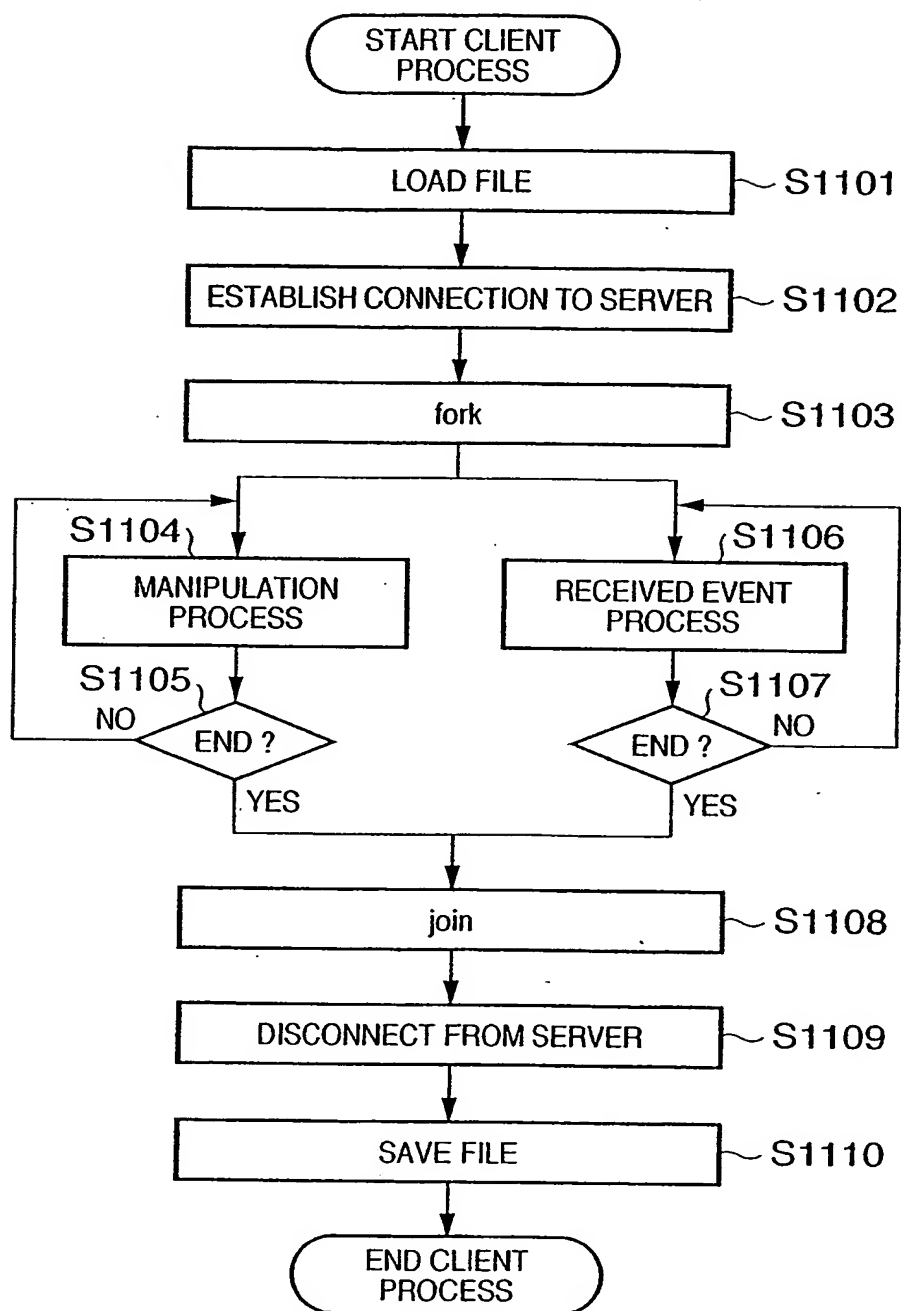 START CLIENT
PROCESS
LOAD FILE
S1101
ESTABLISH CONNECTION TO SERVER
S1102
fork
S1103
S1104
MANIPULATION
PROCESS
S1106
RECEIVED EVENT
PROCESS
S1105
END ?
NO
YES
S1107
END ?
NO
YES
join
S1108
DISCONNECT FROM SERVER
S1109
SAVE FILE
S1110
END CLIENT
PROCESS